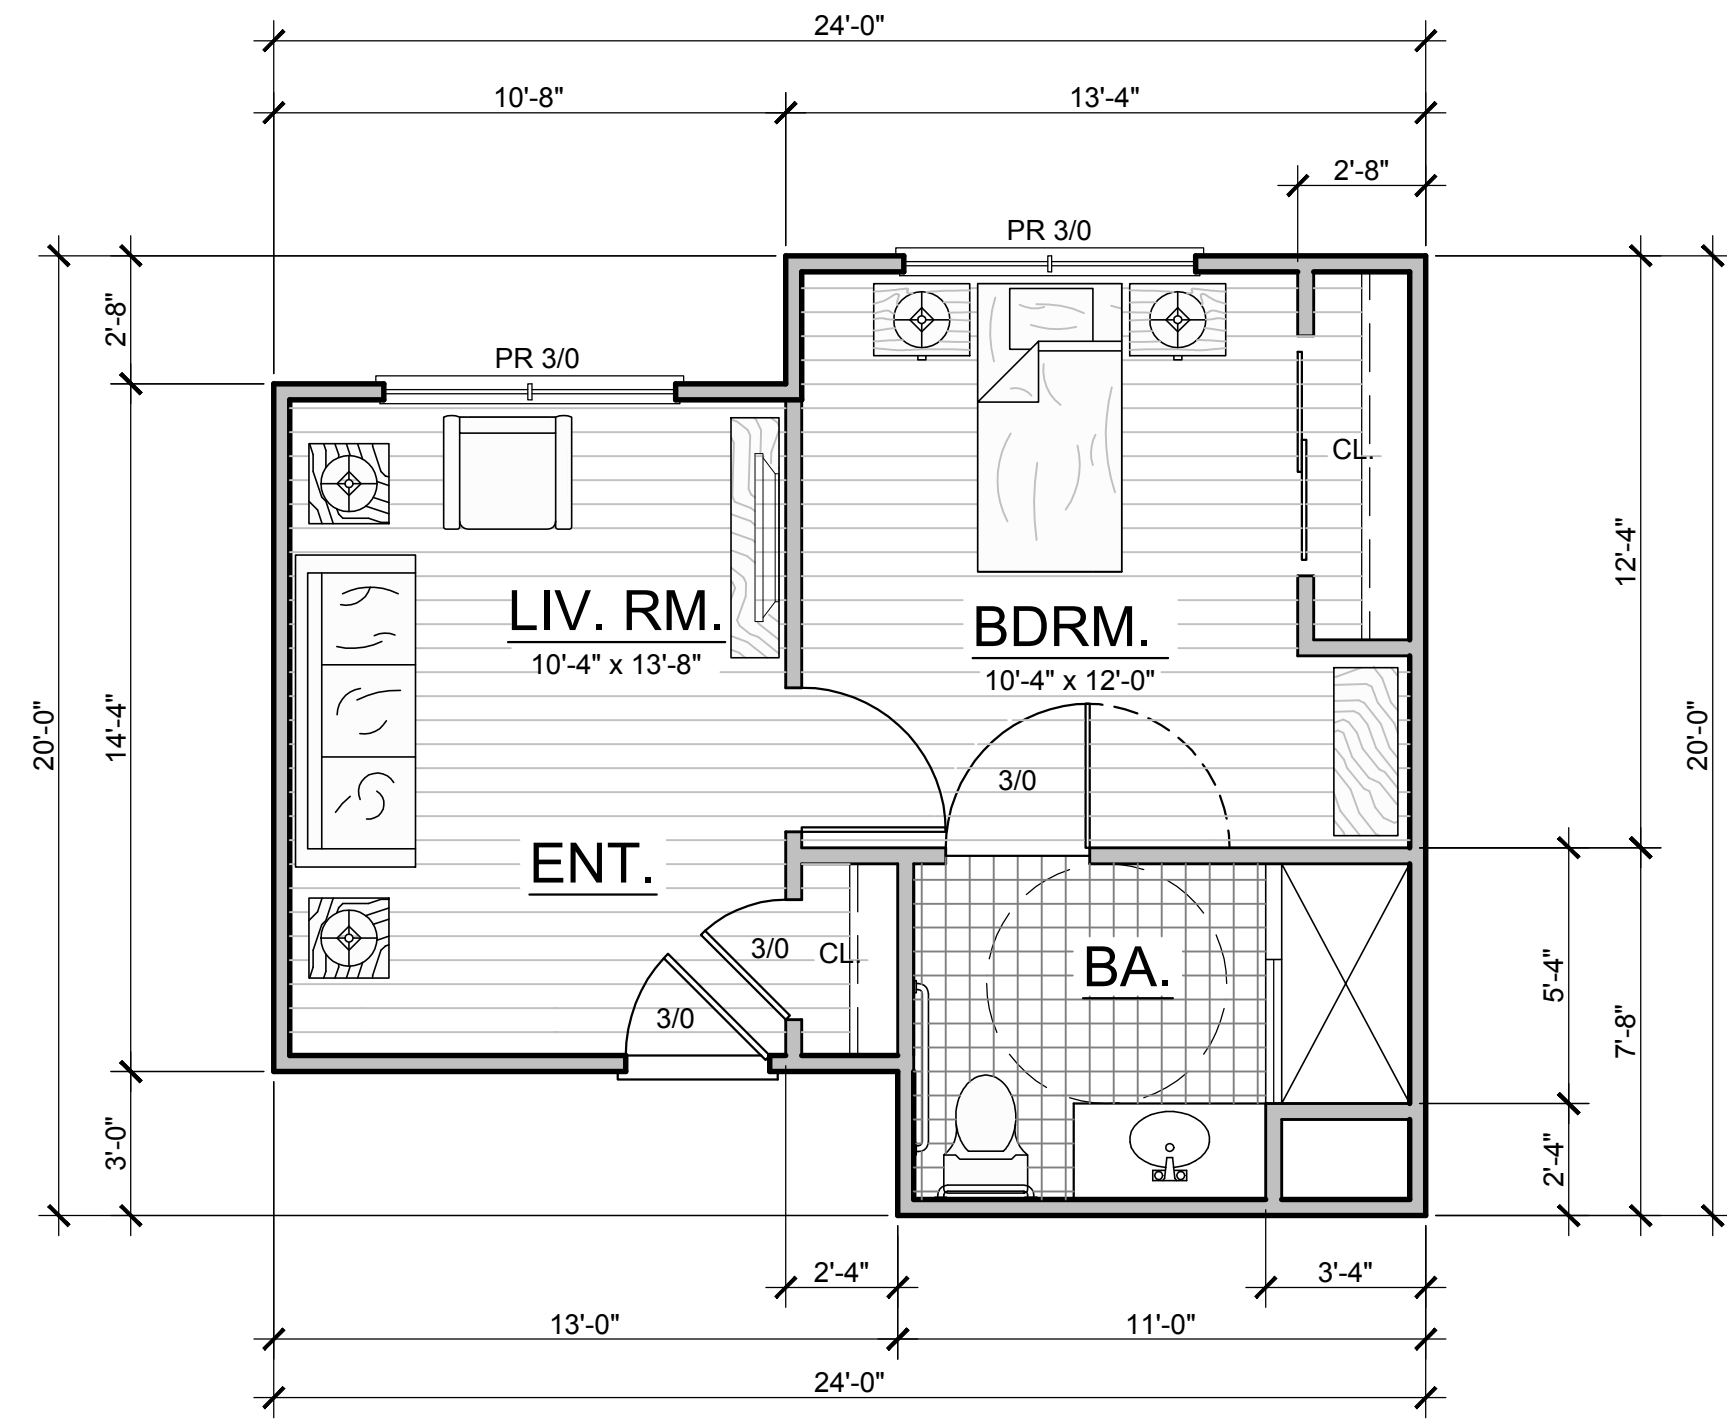 24'-0"
10'-8"
13'-4"
2'-8"
PR 3/0
PR 3/0
2'-8"
CL.
12'-4"
LIV. RM.
10'-4" x 13'-8"
BDRM.
10'-4" x 12'-0"
20'-0"
14'-4"
20'-0"
3/0
ENT.
3/0
CL.
BA.
5'-4"
3/0
7'-8"
3'-0"
2'-4"
2'-4"
3'-4"
13'-0"
11'-0"
24'-0"